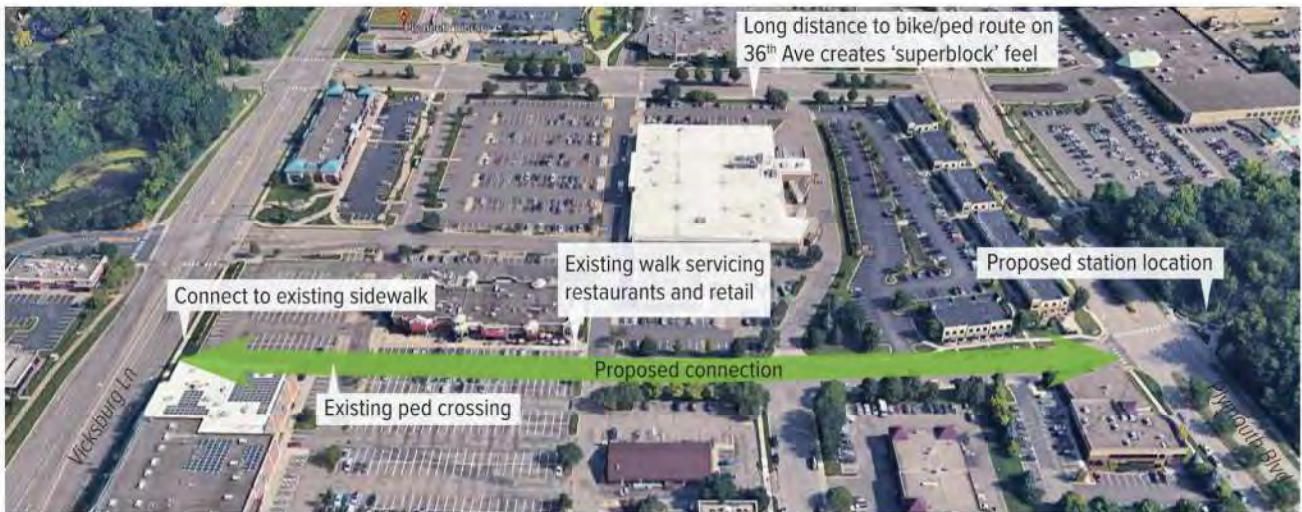 Long distance to bike/ped route on
36th Ave creates ‘superblock’ feel
Existing walk servicing
restaurants and retail
Proposed station location
Connect to existing sidewalk
Proposed connection
Existing ped crossing
Vicksburg Ln
Plymouth Blvd